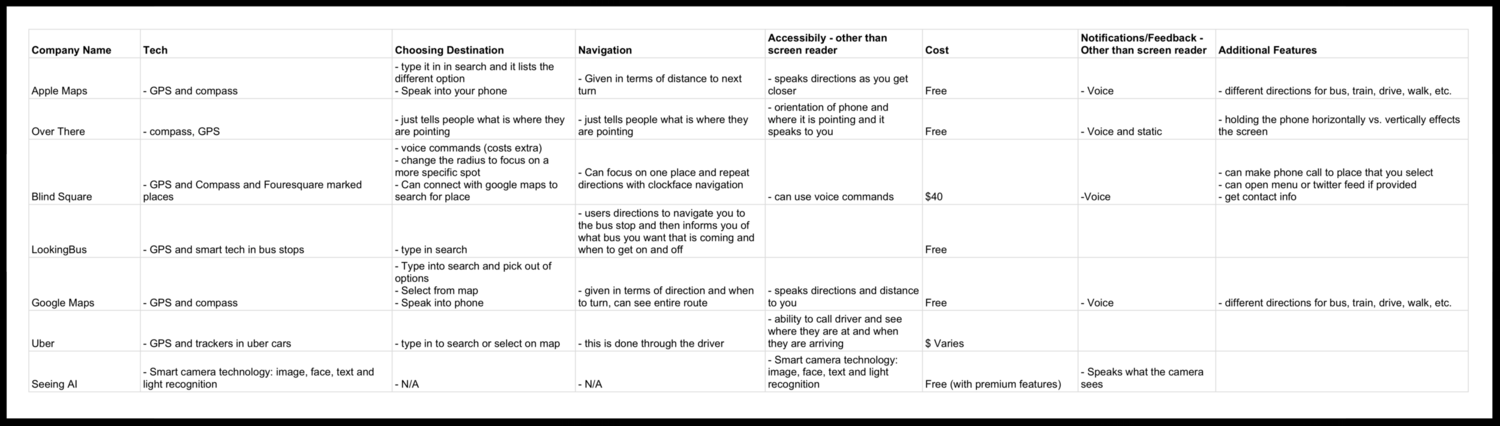 Company Name
Tech
Choosing Destination
Navigation
Accessibily - other than
screen reader
Cost
Notifications/Feedback -
Other than screen reader
Additional Features
Apple Maps
- GPS and compass
- type it in in search and it lists the
different option
- Speak into your phone
- Given in terms of distance to next
turn
- speaks directions as you get
closer
Free
- Voice
- different directions for bus, train, drive, walk, etc.
Over There
- compass, GPS
- just tells people what is where they
are pointing
- just tells people what is where they
are pointing
- orientation of phone and
where it is pointing and it
speaks to you
Free
- Voice and static
- holding the phone horizontally vs. vertically effects
the screen
Blind Square
- GPS and Compass and Fouresquare marked
places
- voice commands (costs extra)
- change the radius to focus on a
more specific spot
- Can connect with google maps to
search for place
- Can focus on one place and repeat
directions with clockface navigation
- can use voice commands
$40
-Voice
- can make phone call to place that you select
- can open menu or twitter feed if provided
- get contact info
LookingBus
- GPS and smart tech in bus stops
- type in search
- users directions to navigate you to
the bus stop and then informs you of
what bus you want that is coming and
when to get on and off
Free
Google Maps
- GPS and compass
- Type into search and pick out of
options
- Select from map
- Speak into phone
- given in terms of direction and when
to turn, can see entire route
- speaks directions and distance
to you
Free
- Voice
- different directions for bus, train, drive, walk, etc.
Uber
- GPS and trackers in uber cars
- type in to search or select on map
- this is done through the driver
- ability to call driver and see
where they are at and when
they are arriving
$ Varies
Seeing AI
- Smart camera technology: image, face, text and
light recognition
- N/A
- N/A
- Smart camera technology:
image, face, text and light
recognition
Free (with premium features)
- Speaks what the camera
sees